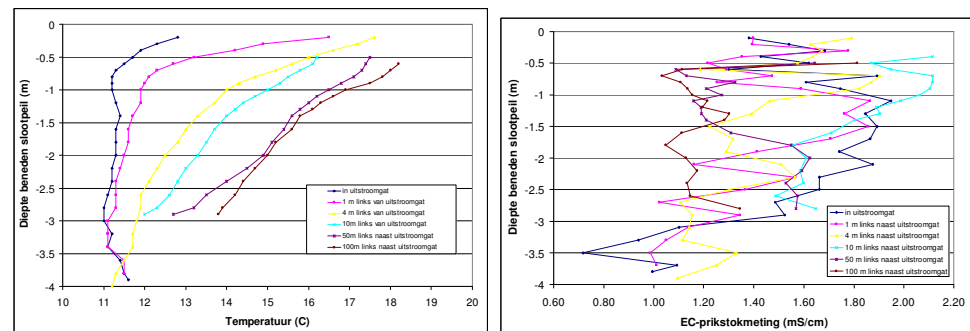 0
-0.5
-1
-1.5
-2
-2.5
-3
-3.5
-4
Diepte beneden slootpeil (m)
in uitstroomgat
1 m links van uitstroomgat
4 m links van uitstroomgat
10m links van uitstroomgat
50m links naast uitstroomgat
100m links naast uitstroomgat
10 11 12 13 14 15 16 17 18 19 20
Temperatuur (C)
0
-0.5
-1
-1.5
-2
-2.5
-3
-3.5
-4
Diepte beneden slootpeil (m)
in uitstroomgat
1 m links naast uitstroomgat
4 m links naast uitstroomgat
10 m links naast uitstroomgat
50 m links naast uitstroomgat
100 m links naast uitstroomgat
0.60 0.80 1.00 1.20 1.40 1.60 1.80 2.00 2.20
EC-prikstokmeting (mS/cm)